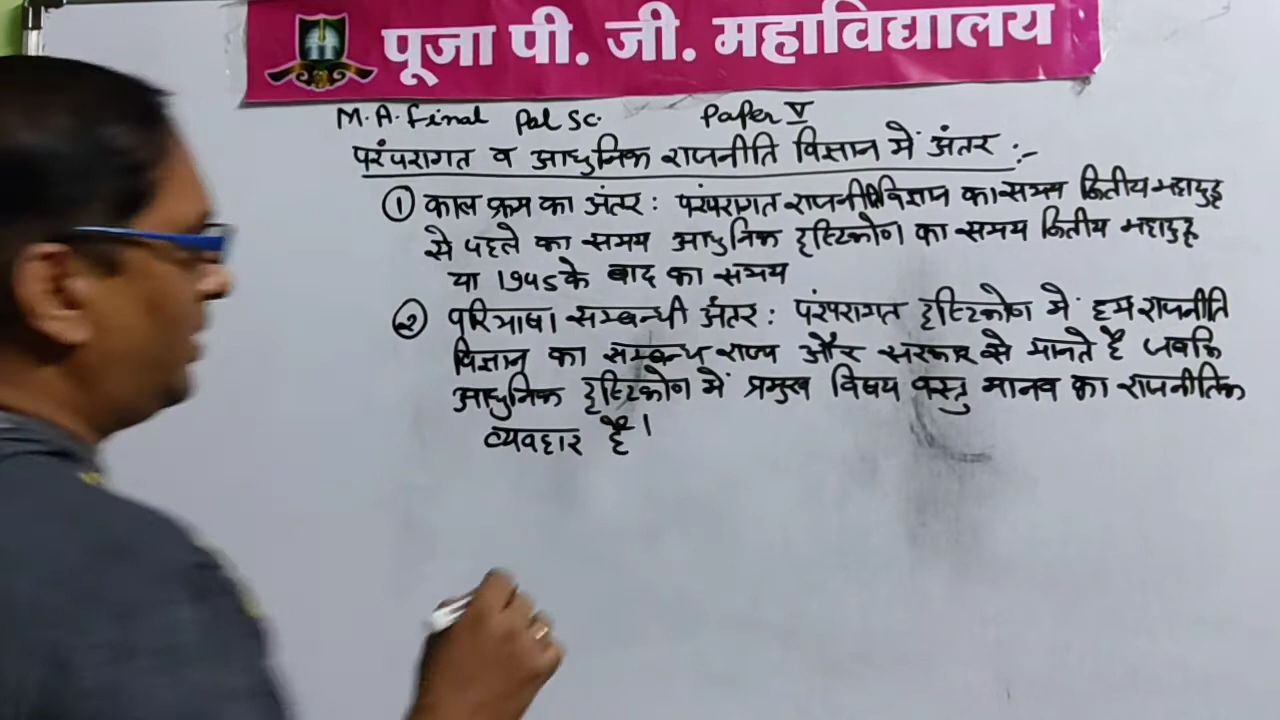 पूजा पी. जी. महाविद्यालय
M.A. Final Pol Sc. Paper V
परंपरागत व आधुनिक राजनीति विज्ञान में अंतर :-
① काल क्रम का अंतर : परंपरागत राजनीति विज्ञान का समय द्वितीय महायुद्ध
से पहले का समय आधुनिक दृष्टिकोण का समय द्वितीय महायुद्ध
या 1945 के बाद का समय
② परिभाषा सम्बन्धी अंतर : परंपरागत दृष्टिकोण में हम राजनीति
विज्ञान का सम्बन्ध राज्य और सरकार से मानते है जबकि
आधुनिक दृष्टिकोण में प्रमुख विषय वस्तु मानव का राजनीतिक
व्यवहार है।